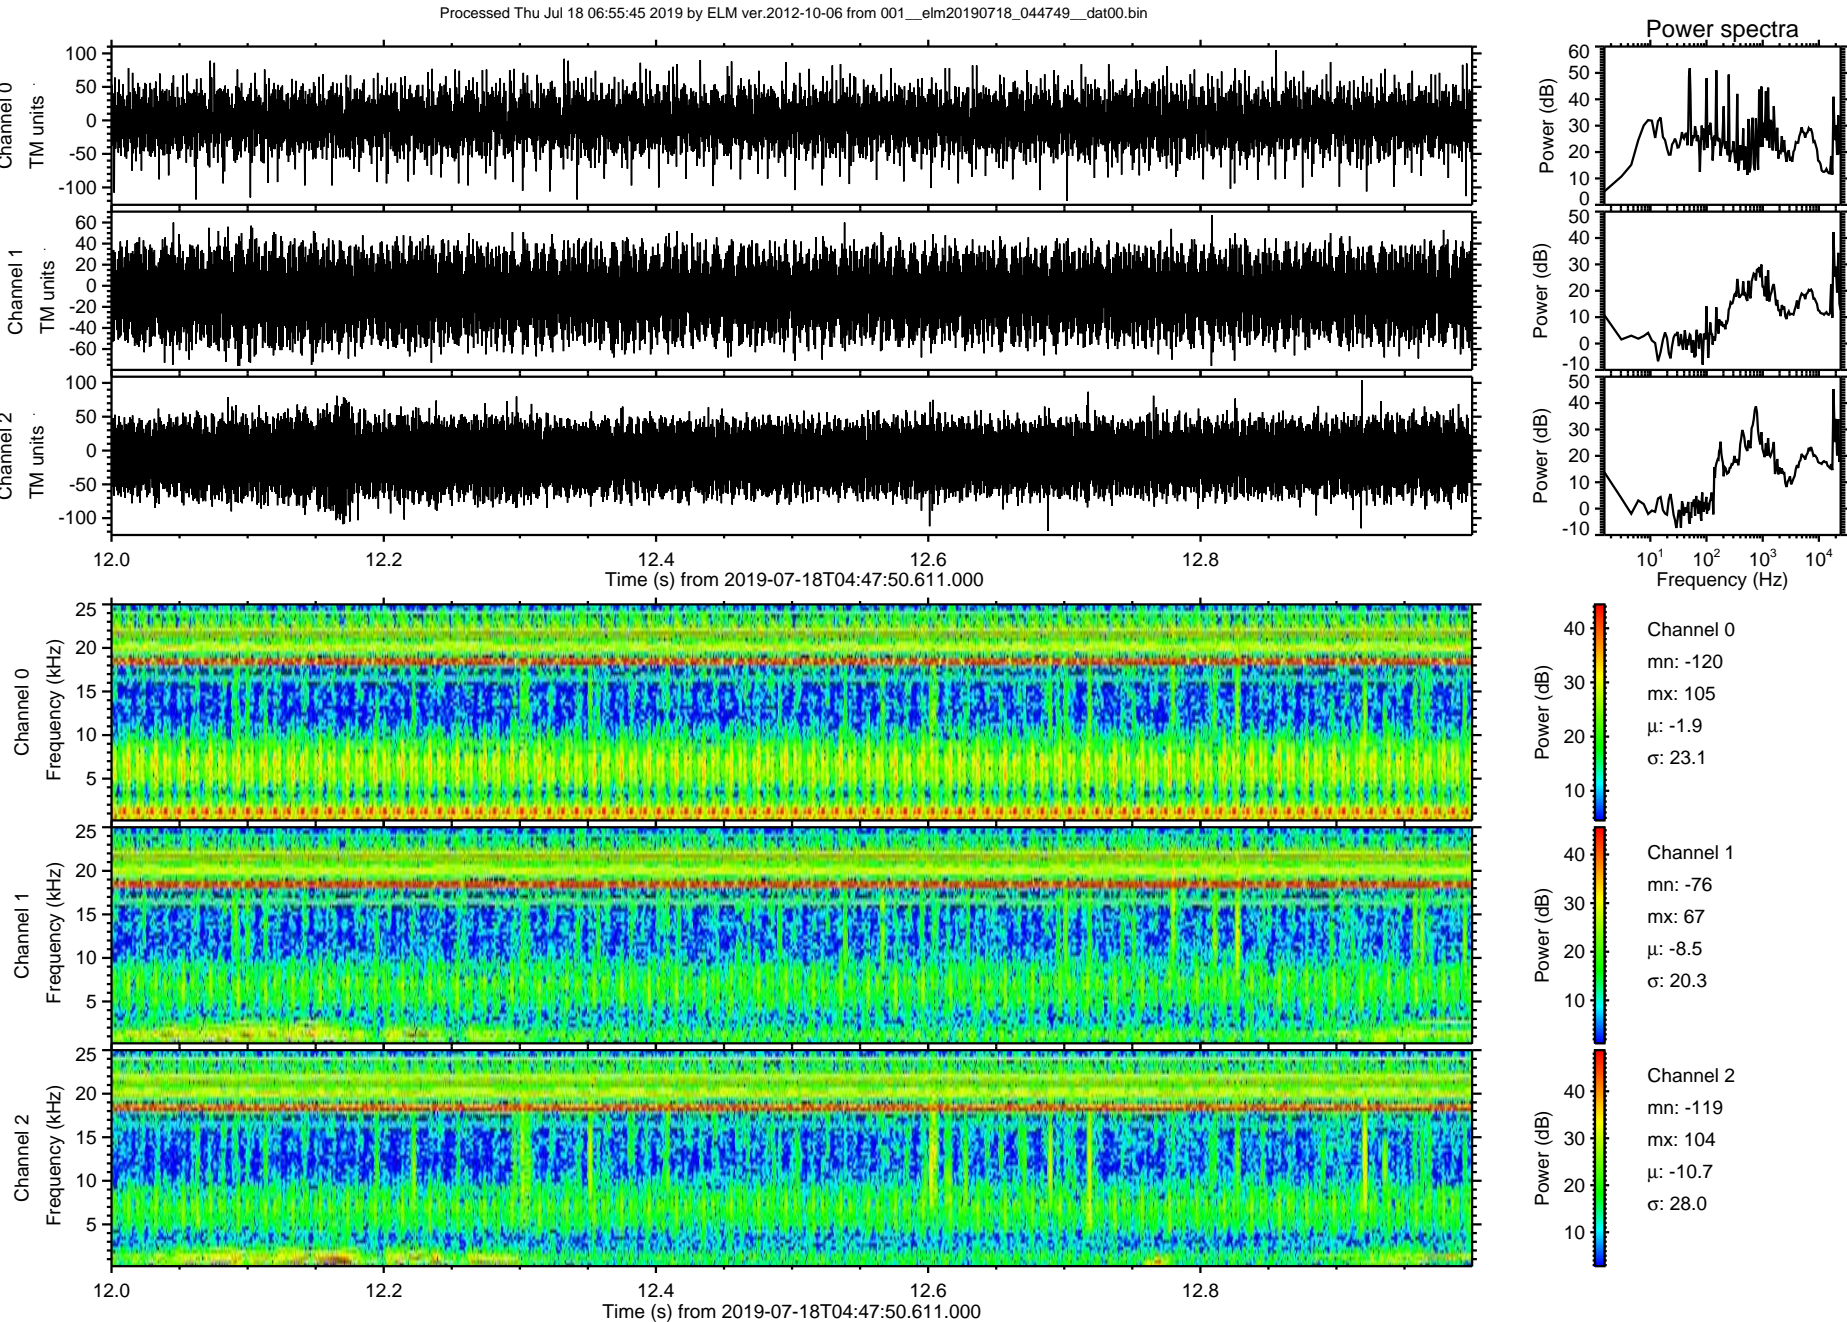 Processed Thu Jul 18 06:55:45 2019 by ELM ver.2012-10-06 from 001__elm20190718_044749__dat00.bin
Power spectra
Channel 0
TM units
100
50
0
-50
-100
Power (dB)
60
50
40
30
20
10
0
Channel 1
TM units
60
40
20
0
-20
-40
-60
Power (dB)
50
40
30
20
10
0
-10
Channel 2
TM units
100
50
0
-50
-100
Power (dB)
50
40
30
20
10
0
-10
12.0 12.2 12.4 12.6 12.8
Time (s) from 2019-07-18T04:47:50.611.000
10^1 10^2 10^3 10^4
Frequency (Hz)
Channel 0
Frequency (kHz)
25
20
15
10
5
Power (dB)
40
30
20
10
Channel 0
mn: -120
mx: 105
μ: -1.9
σ: 23.1
Channel 1
Frequency (kHz)
25
20
15
10
5
Power (dB)
40
30
20
10
Channel 1
mn: -76
mx: 67
μ: -8.5
σ: 20.3
Channel 2
Frequency (kHz)
25
20
15
10
5
Power (dB)
40
30
20
10
Channel 2
mn: -119
mx: 104
μ: -10.7
σ: 28.0
12.0 12.2 12.4 12.6 12.8
Time (s) from 2019-07-18T04:47:50.611.000